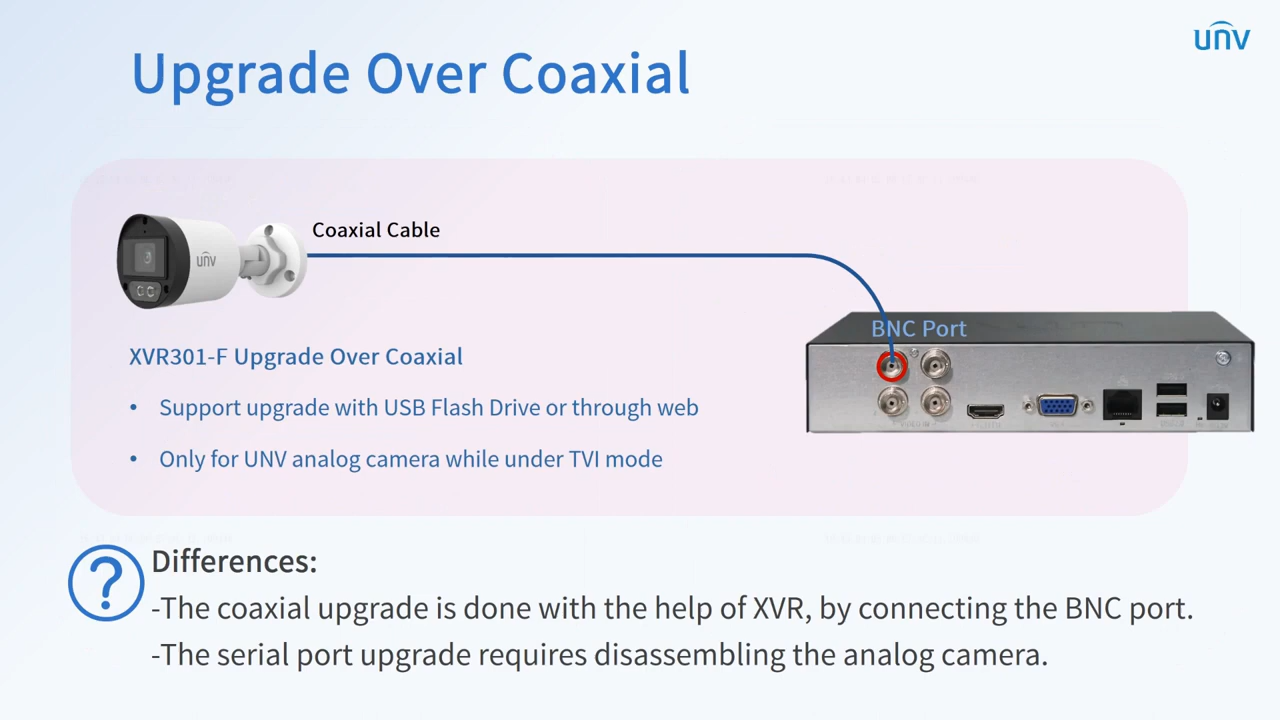 unv
Upgrade Over Coaxial
Coaxial Cable
unv
BNC Port
XVR301-F Upgrade Over Coaxial
• Support upgrade with USB Flash Drive or through web
• Only for UNV analog camera while under TVI mode
?
Differences:
-The coaxial upgrade is done with the help of XVR, by connecting the BNC port.
-The serial port upgrade requires disassembling the analog camera.